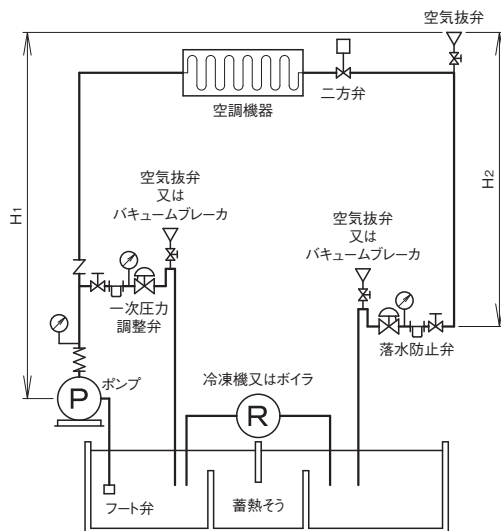 空気抜弁
二方弁
空調機器
H1
H2
空気抜弁
又は
バキュームブレーカ
空気抜弁
又は
バキュームブレーカ
一次圧力
調整弁
落水防止弁
ポンプ
P
冷凍機又はボイラ
R
フート弁
蓄熱そう